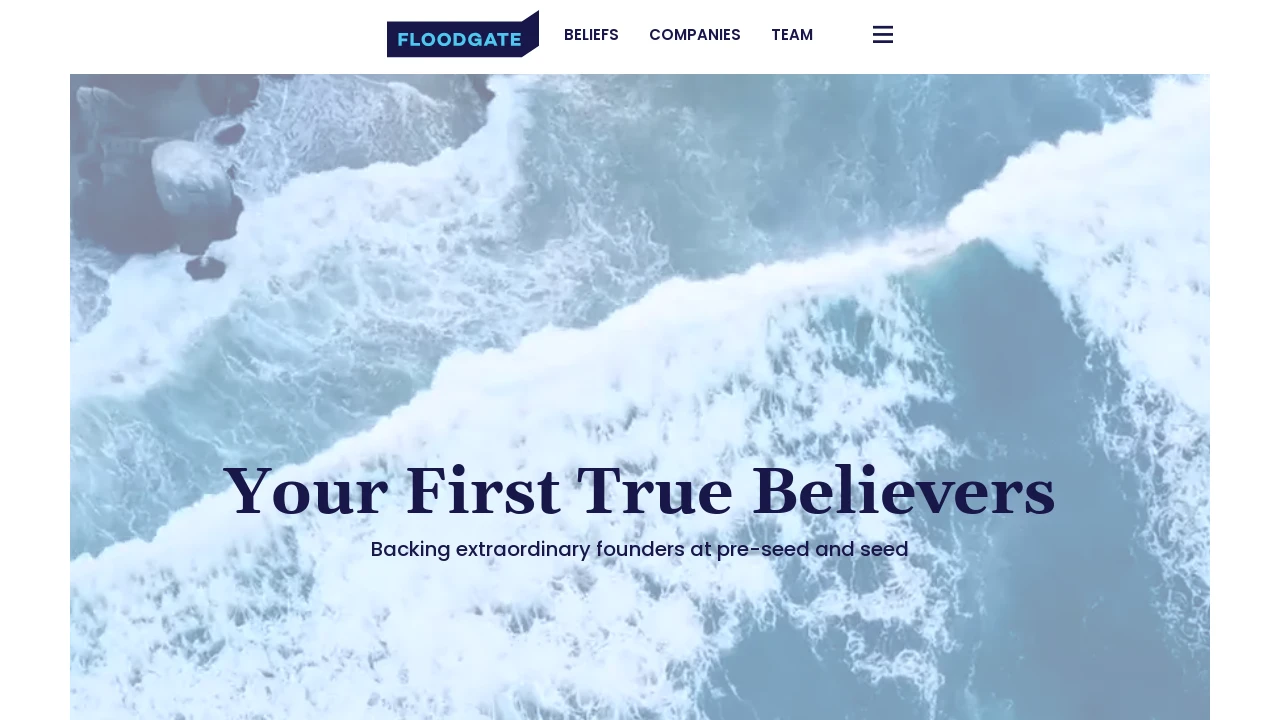 FLOODGATE
BELIEFS
COMPANIES
TEAM
Your First True Believers
Backing extraordinary founders at pre-seed and seed